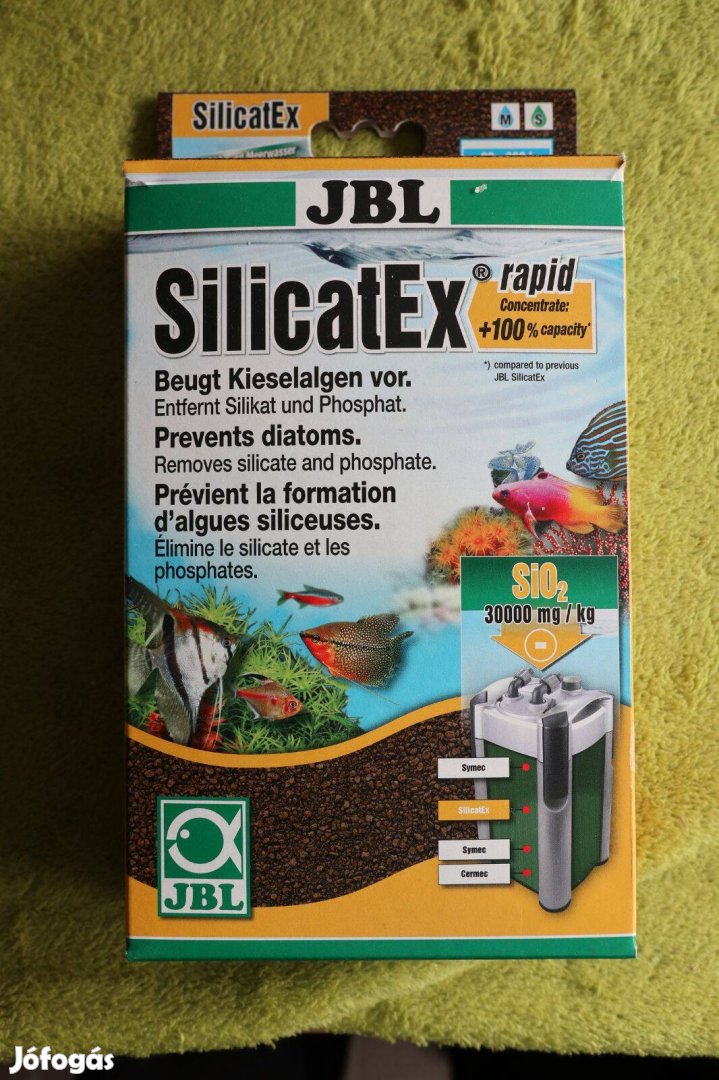 SilicatEx
Meerwasser
M S
JBL
SilicatEx® rapid
Concentrate:
+100% capacity*
*) compared to previous
JBL SilicatEx
Beugt Kieselalgen vor.
Entfernt Silikat und Phosphat.
Prevents diatoms.
Removes silicate and phosphate.
Prévient la formation
d'algues siliceuses.
Élimine le silicate et les
phosphates.
SiO₂
30000 mg / kg
Symec
SilicatEx
Symec
Cermec
JBL
Jófogás